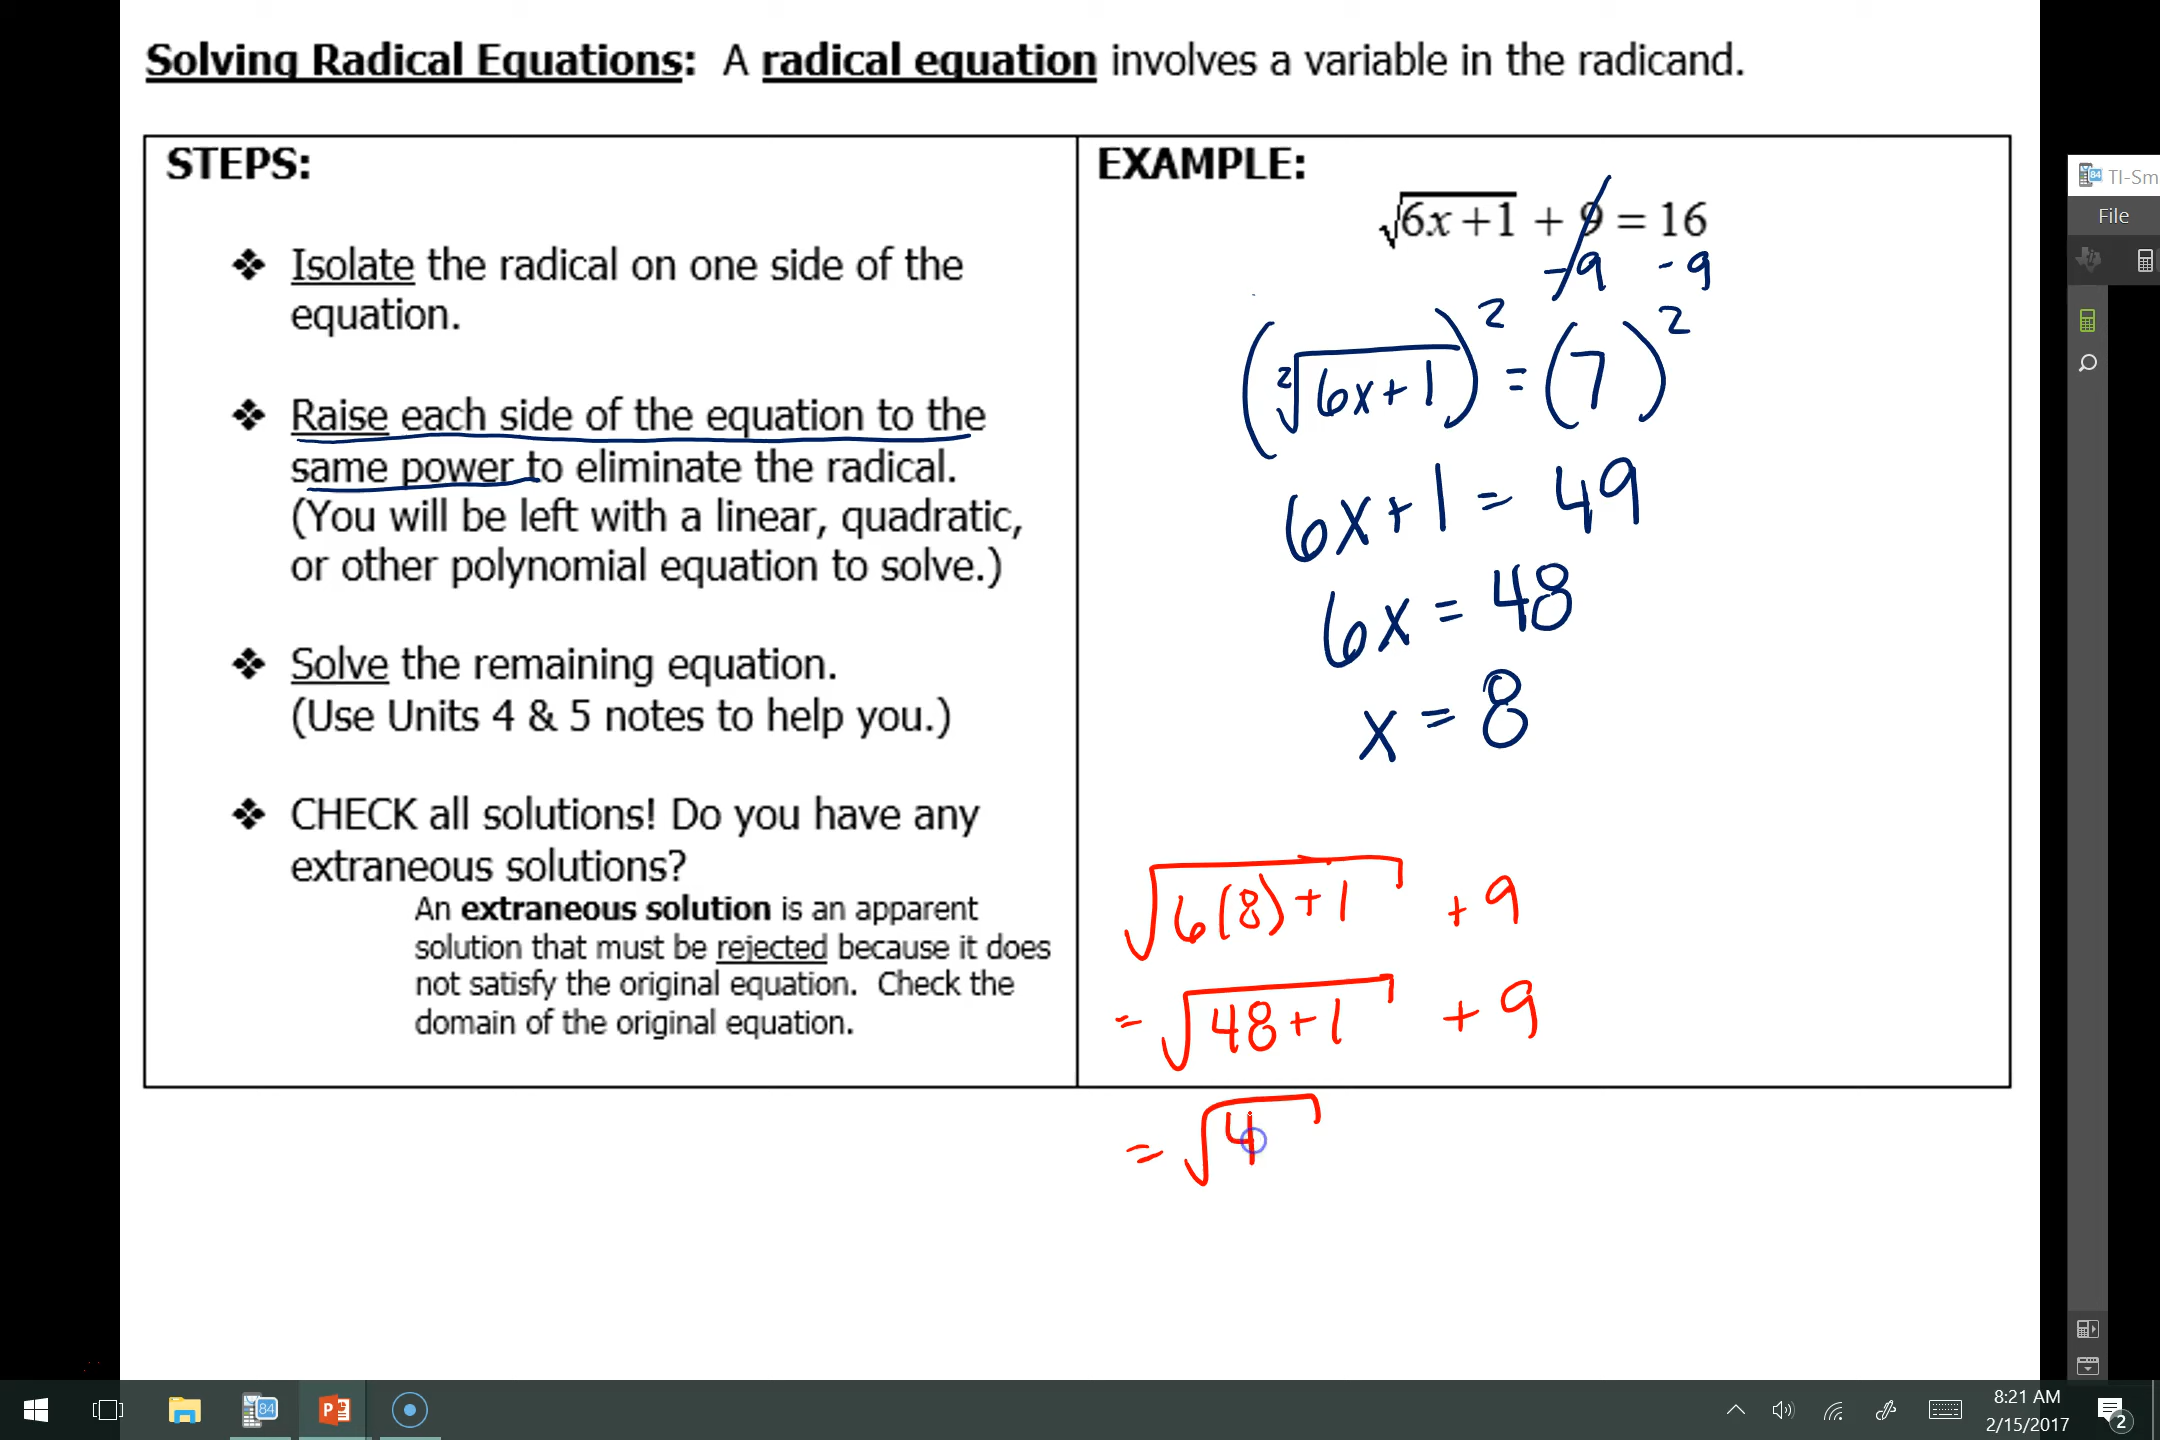 Solving Radical Equations: A radical equation involves a variable in the radicand.
STEPS:
❖ Isolate the radical on one side of the
equation.
❖ Raise each side of the equation to the
same power to eliminate the radical.
(You will be left with a linear, quadratic,
or other polynomial equation to solve.)
❖ Solve the remaining equation.
(Use Units 4 & 5 notes to help you.)
❖ CHECK all solutions! Do you have any
extraneous solutions?
An extraneous solution is an apparent
solution that must be rejected because it does
not satisfy the original equation. Check the
domain of the original equation.
EXAMPLE:
√(6x+1) + 9 = 16
-9 -9
(²√(6x+1))² = (7)²
6x+1 = 49
6x = 48
x = 8
√(6(8)+1) + 9
= √(48+1) + 9
= √4
TI-Sm
File
84
84
P
8:21 AM
2/15/2017
2